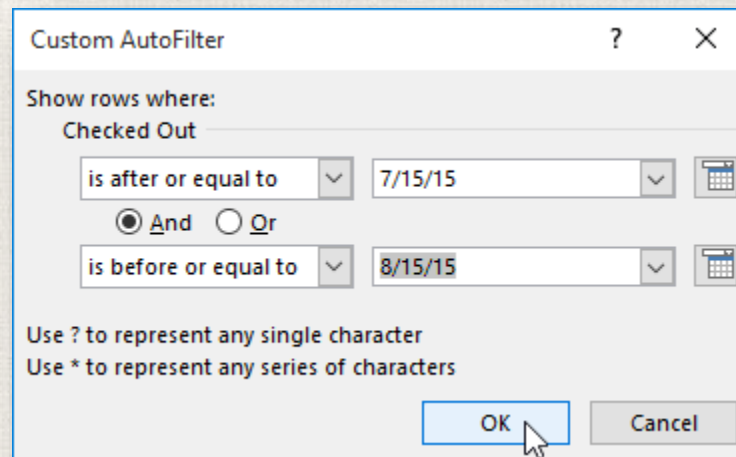 Custom AutoFilter ?
Show rows where:
Checked Out
is after or equal to 7/15/15
And Or
is before or equal to 8/15/15
Use ? to represent any single character
Use * to represent any series of characters
OK Cancel